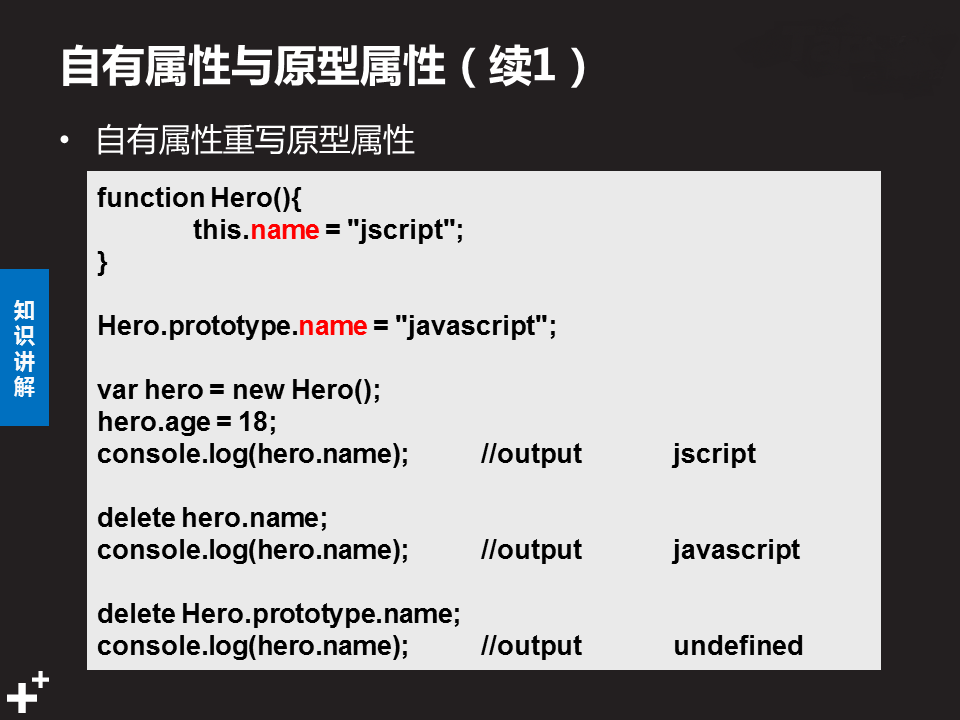 自有属性与原型属性（续1）
• 自有属性重写原型属性
function Hero(){
this.name = "jscript";
}
Hero.prototype.name = "javascript";
var hero = new Hero();
hero.age = 18;
console.log(hero.name); //output jscript
delete hero.name;
console.log(hero.name); //output javascript
delete Hero.prototype.name;
console.log(hero.name); //output undefined
知
识
讲
解